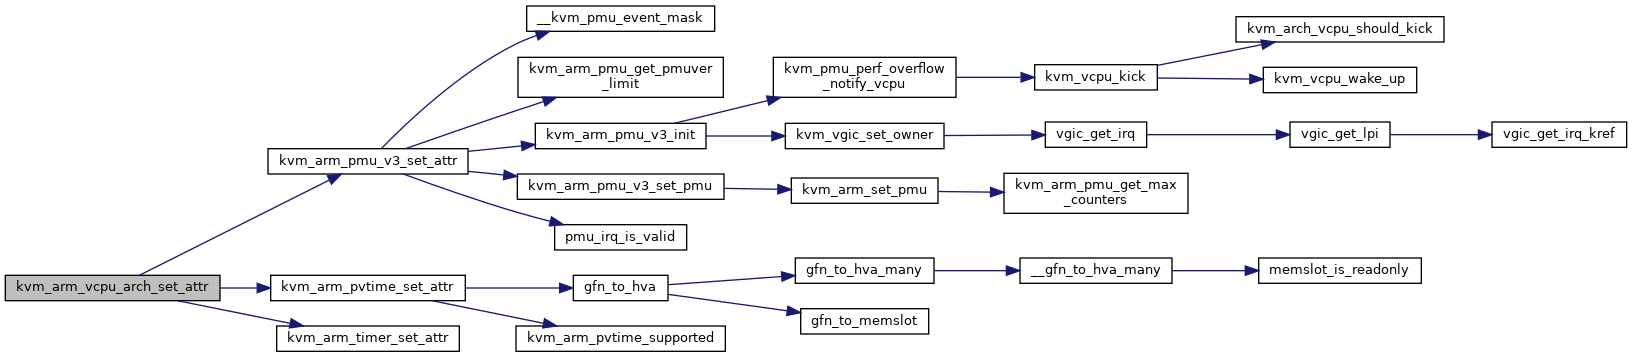 __kvm_pmu_event_mask
kvm_arch_vcpu_should_kick
kvm_arm_pmu_get_pmuver
_limit
kvm_pmu_perf_overflow
_notify_vcpu
kvm_vcpu_kick
kvm_vcpu_wake_up
kvm_arm_pmu_v3_init
kvm_vgic_set_owner
vgic_get_irq
vgic_get_lpi
vgic_get_irq_kref
kvm_arm_pmu_v3_set_attr
kvm_arm_pmu_v3_set_pmu
kvm_arm_set_pmu
kvm_arm_pmu_get_max
_counters
pmu_irq_is_valid
kvm_arm_vcpu_arch_set_attr
kvm_arm_pvtime_set_attr
gfn_to_hva
gfn_to_hva_many
__gfn_to_hva_many
memslot_is_readonly
gfn_to_memslot
kvm_arm_timer_set_attr
kvm_arm_pvtime_supported